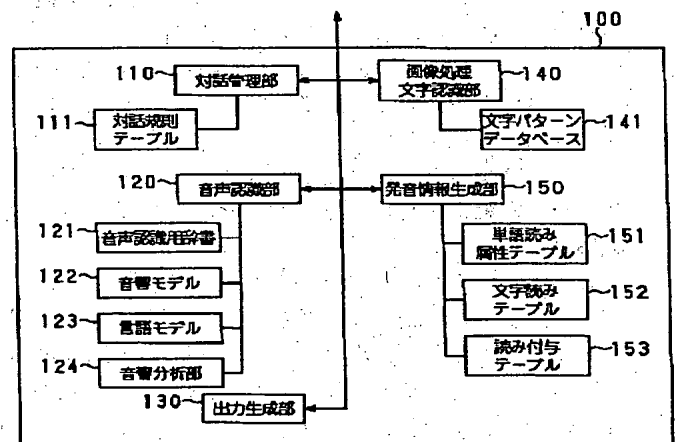 100
110
対話管理部
画像処理
文字認識部
140
111
対話規則
テーブル
文字パターン
データベース
141
120
音声認識部
発音情報生成部
150
121
音声認識用辞書
単語読み
属性テーブル
151
122
音響モデル
文字読み
テーブル
152
123
言語モデル
読み付与
テーブル
153
124
音響分析部
130
出力生成部